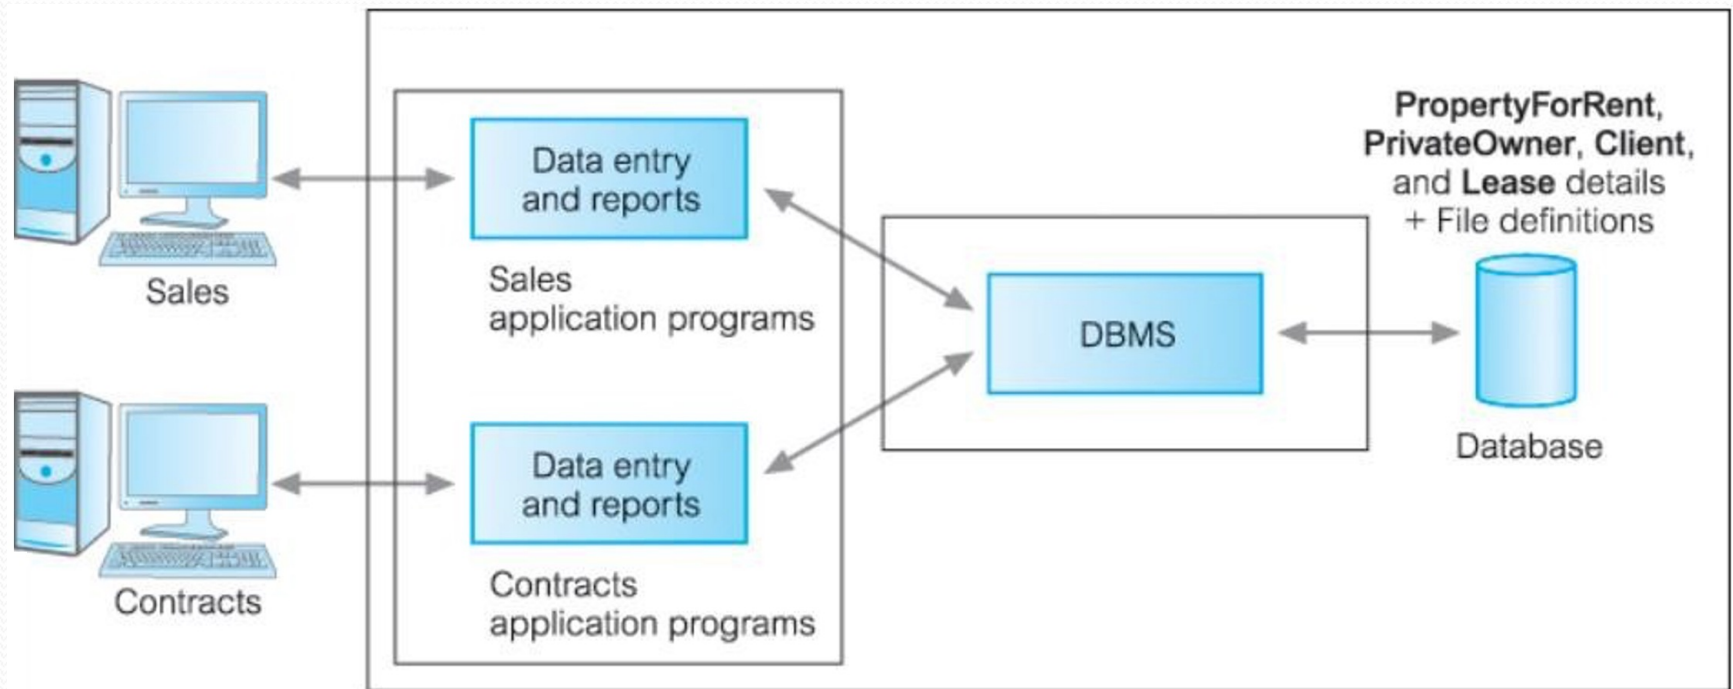 Sales
Data entry
and reports
Sales
application programs
Contracts
Data entry
and reports
Contracts
application programs
DBMS
PropertyForRent,
PrivateOwner, Client,
and Lease details
+ File definitions
Database